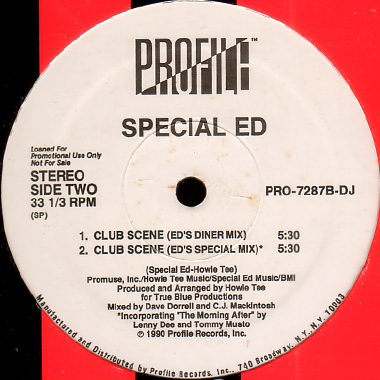 PROFILE™
SPECIAL ED
Loaned For
Promotional Use Only
Not For Sale
STEREO
SIDE TWO
33 1/3 RPM
(SP)
PRO-7287B-DJ
1. CLUB SCENE (ED'S DINER MIX) 5:30
2. CLUB SCENE (ED'S SPECIAL MIX)* 5:30
(Special Ed-Howie Tee)
Promuse, Inc./Howie Tee Music/Special Ed Music/BMI
Produced and Arranged by Howie Tee
for True Blue Productions
Mixed by Dave Dorrell and C.J. Mackintosh
*Incorporating "The Morning After" by
Lenny Dee and Tommy Musto
℗ © 1990 Profile Records, Inc.
Manufactured and Distributed by Profile Records, Inc., 740 Broadway, N.Y., N.Y. 10003